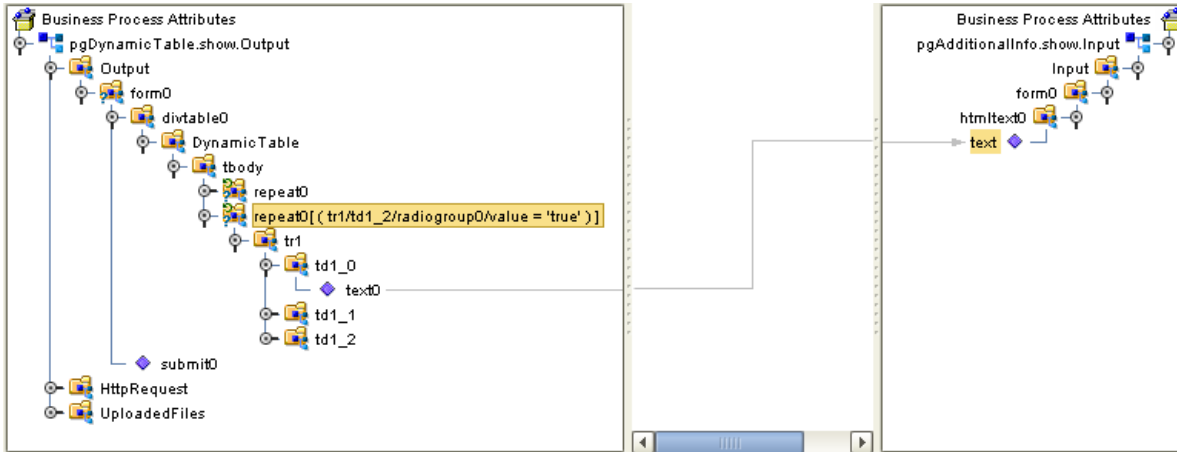 Business Process Attributes
pgDynamicTable.show.Output
Output
form0
divtable0
DynamicTable
tbody
repeat0
repeat0[ ( tr1/td1_2/radiogroup0/value = 'true' ) ]
tr1
td1_0
text0
td1_1
td1_2
submit0
HttpRequest
UploadedFiles
Business Process Attributes
pgAdditionalInfo.show.Input
Input
form0
htmltext0
text